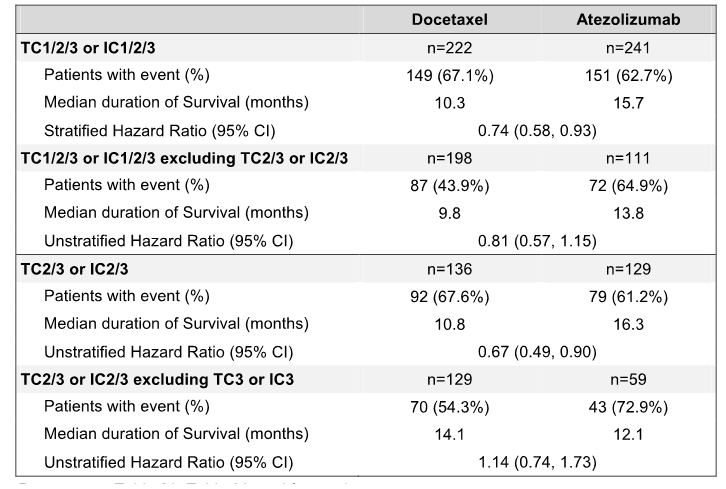 Docetaxel Atezolizumab
TC1/2/3 or IC1/2/3 n=222 n=241
Patients with event (%) 149 (67.1%) 151 (62.7%)
Median duration of Survival (months) 10.3 15.7
Stratified Hazard Ratio (95% CI) 0.74 (0.58, 0.93)
TC1/2/3 or IC1/2/3 excluding TC2/3 or IC2/3 n=198 n=111
Patients with event (%) 87 (43.9%) 72 (64.9%)
Median duration of Survival (months) 9.8 13.8
Unstratified Hazard Ratio (95% CI) 0.81 (0.57, 1.15)
TC2/3 or IC2/3 n=136 n=129
Patients with event (%) 92 (67.6%) 79 (61.2%)
Median duration of Survival (months) 10.8 16.3
Unstratified Hazard Ratio (95% CI) 0.67 (0.49, 0.90)
TC2/3 or IC2/3 excluding TC3 or IC3 n=129 n=59
Patients with event (%) 70 (54.3%) 43 (72.9%)
Median duration of Survival (months) 14.1 12.1
Unstratified Hazard Ratio (95% CI) 1.14 (0.74, 1.73)